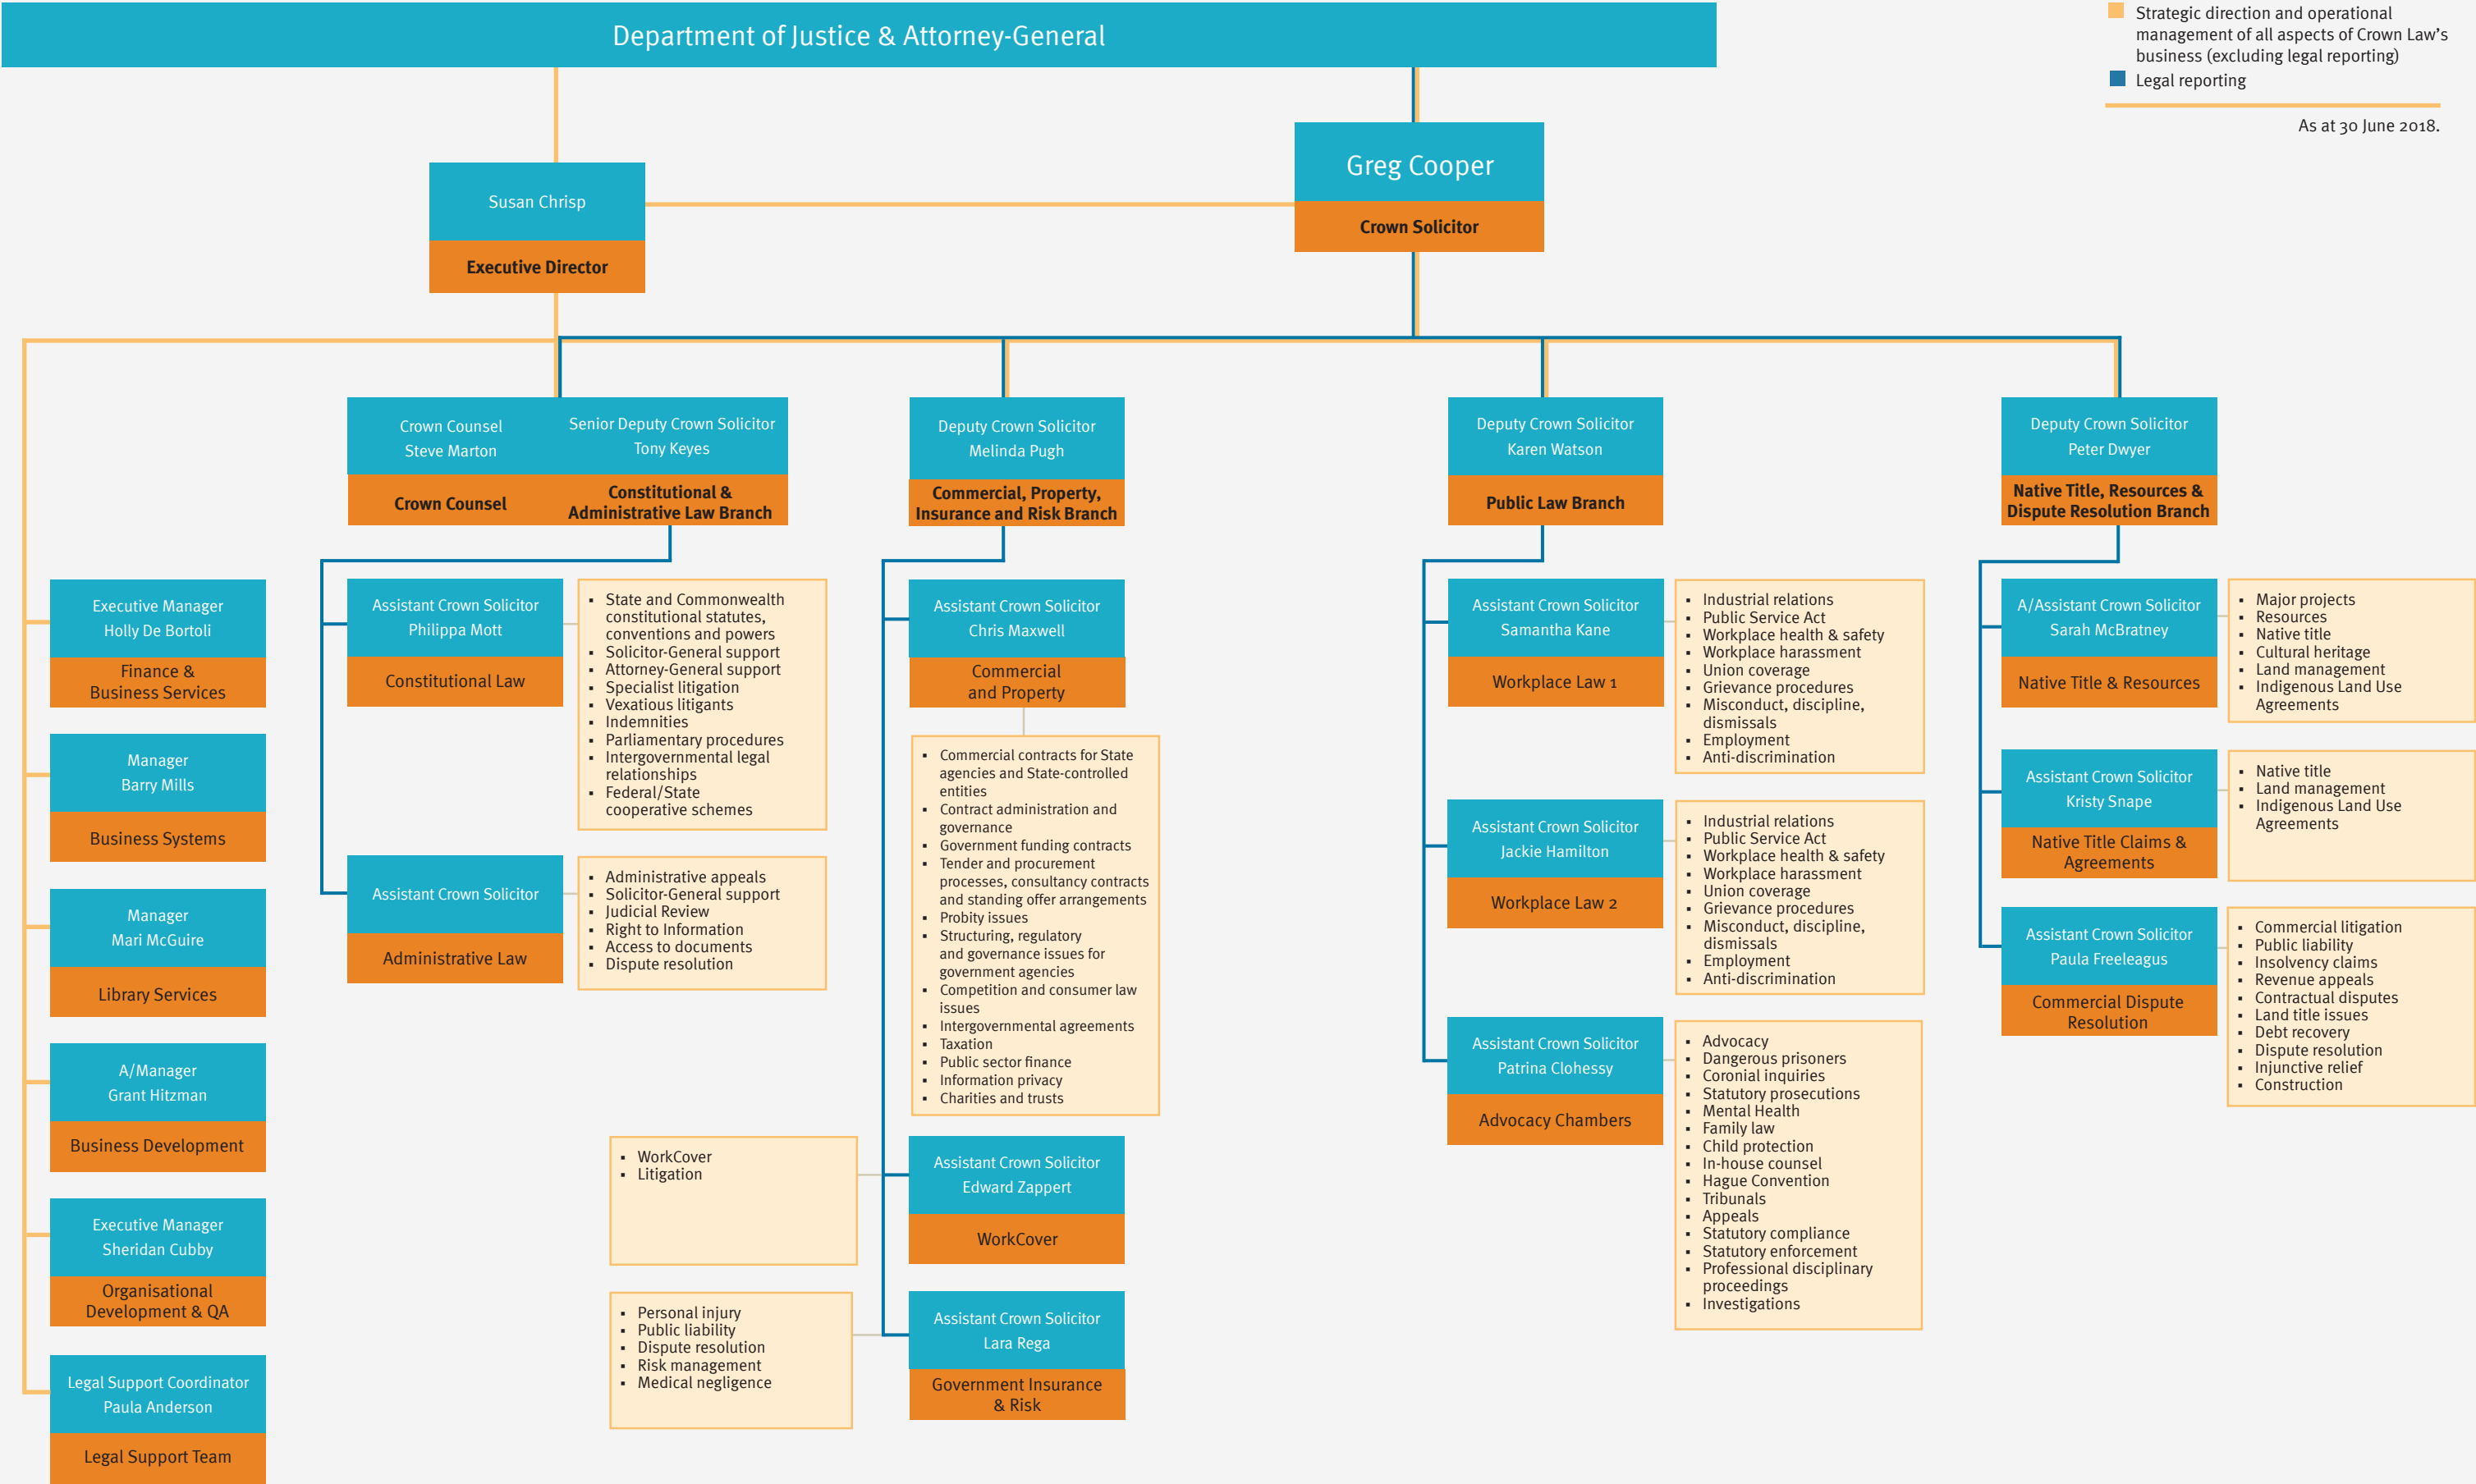 Department of Justice & Attorney-General
Strategic direction and operational
management of all aspects of Crown Law’s
business (excluding legal reporting)
Legal reporting
As at 30 June 2018.
Greg Cooper
Crown Solicitor
Susan Chrisp
Executive Director
Crown Counsel
Steve Marton
Crown Counsel
Senior Deputy Crown Solicitor
Tony Keyes
Constitutional &
Administrative Law Branch
Deputy Crown Solicitor
Melinda Pugh
Commercial, Property,
Insurance and Risk Branch
Deputy Crown Solicitor
Karen Watson
Public Law Branch
Deputy Crown Solicitor
Peter Dwyer
Native Title, Resources &
Dispute Resolution Branch
Executive Manager
Holly De Bortoli
Finance &
Business Services
Manager
Barry Mills
Business Systems
Manager
Mari McGuire
Library Services
A/Manager
Grant Hitzman
Business Development
Executive Manager
Sheridan Cubby
Organisational
Development & QA
Legal Support Coordinator
Paula Anderson
Legal Support Team
Assistant Crown Solicitor
Philippa Mott
Constitutional Law
▪ State and Commonwealth
constitutional statutes,
conventions and powers
▪ Solicitor-General support
▪ Attorney-General support
▪ Specialist litigation
▪ Vexatious litigants
▪ Indemnities
▪ Parliamentary procedures
▪ Intergovernmental legal
relationships
▪ Federal/State
cooperative schemes
Assistant Crown Solicitor
Administrative Law
▪ Administrative appeals
▪ Solicitor-General support
▪ Judicial Review
▪ Right to Information
▪ Access to documents
▪ Dispute resolution
Assistant Crown Solicitor
Chris Maxwell
Commercial
and Property
▪ Commercial contracts for State
agencies and State-controlled
entities
▪ Contract administration and
governance
▪ Government funding contracts
▪ Tender and procurement
processes, consultancy contracts
and standing offer arrangements
▪ Probity issues
▪ Structuring, regulatory
and governance issues for
government agencies
▪ Competition and consumer law
issues
▪ Intergovernmental agreements
▪ Taxation
▪ Public sector finance
▪ Information privacy
▪ Charities and trusts
▪ WorkCover
▪ Litigation
Assistant Crown Solicitor
Edward Zappert
WorkCover
▪ Personal injury
▪ Public liability
▪ Dispute resolution
▪ Risk management
▪ Medical negligence
Assistant Crown Solicitor
Lara Rega
Government Insurance
& Risk
Assistant Crown Solicitor
Samantha Kane
Workplace Law 1
▪ Industrial relations
▪ Public Service Act
▪ Workplace health & safety
▪ Workplace harassment
▪ Union coverage
▪ Grievance procedures
▪ Misconduct, discipline,
dismissals
▪ Employment
▪ Anti-discrimination
Assistant Crown Solicitor
Jackie Hamilton
Workplace Law 2
▪ Industrial relations
▪ Public Service Act
▪ Workplace health & safety
▪ Workplace harassment
▪ Union coverage
▪ Grievance procedures
▪ Misconduct, discipline,
dismissals
▪ Employment
▪ Anti-discrimination
Assistant Crown Solicitor
Patrina Clohessy
Advocacy Chambers
▪ Advocacy
▪ Dangerous prisoners
▪ Coronial inquiries
▪ Statutory prosecutions
▪ Mental Health
▪ Family law
▪ Child protection
▪ In-house counsel
▪ Hague Convention
▪ Tribunals
▪ Appeals
▪ Statutory compliance
▪ Statutory enforcement
▪ Professional disciplinary
proceedings
▪ Investigations
A/Assistant Crown Solicitor
Sarah McBratney
Native Title & Resources
▪ Major projects
▪ Resources
▪ Native title
▪ Cultural heritage
▪ Land management
▪ Indigenous Land Use
Agreements
Assistant Crown Solicitor
Kristy Snape
Native Title Claims &
Agreements
▪ Native title
▪ Land management
▪ Indigenous Land Use
Agreements
Assistant Crown Solicitor
Paula Freeleagus
Commercial Dispute
Resolution
▪ Commercial litigation
▪ Public liability
▪ Insolvency claims
▪ Revenue appeals
▪ Contractual disputes
▪ Land title issues
▪ Debt recovery
▪ Dispute resolution
▪ Injunctive relief
▪ Construction